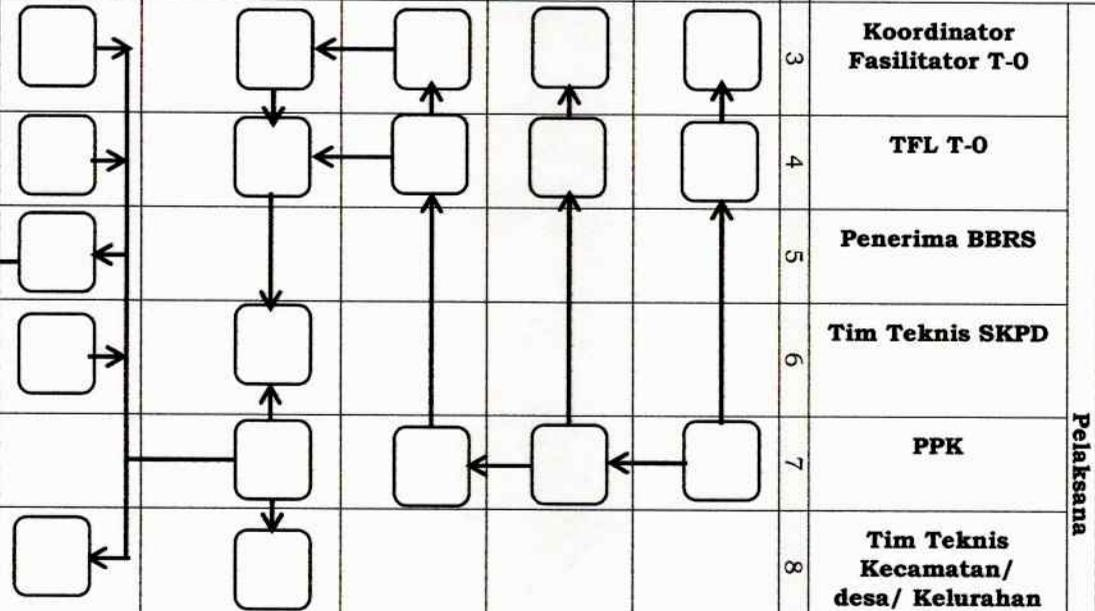 3
Koordinator
Fasilitator T-0
4
TFL T-0
5
Penerima BBRS
6
Tim Teknis SKPD
7
PPK
8
Tim Teknis
Kecamatan/
desa/ Kelurahan
Pelaksana